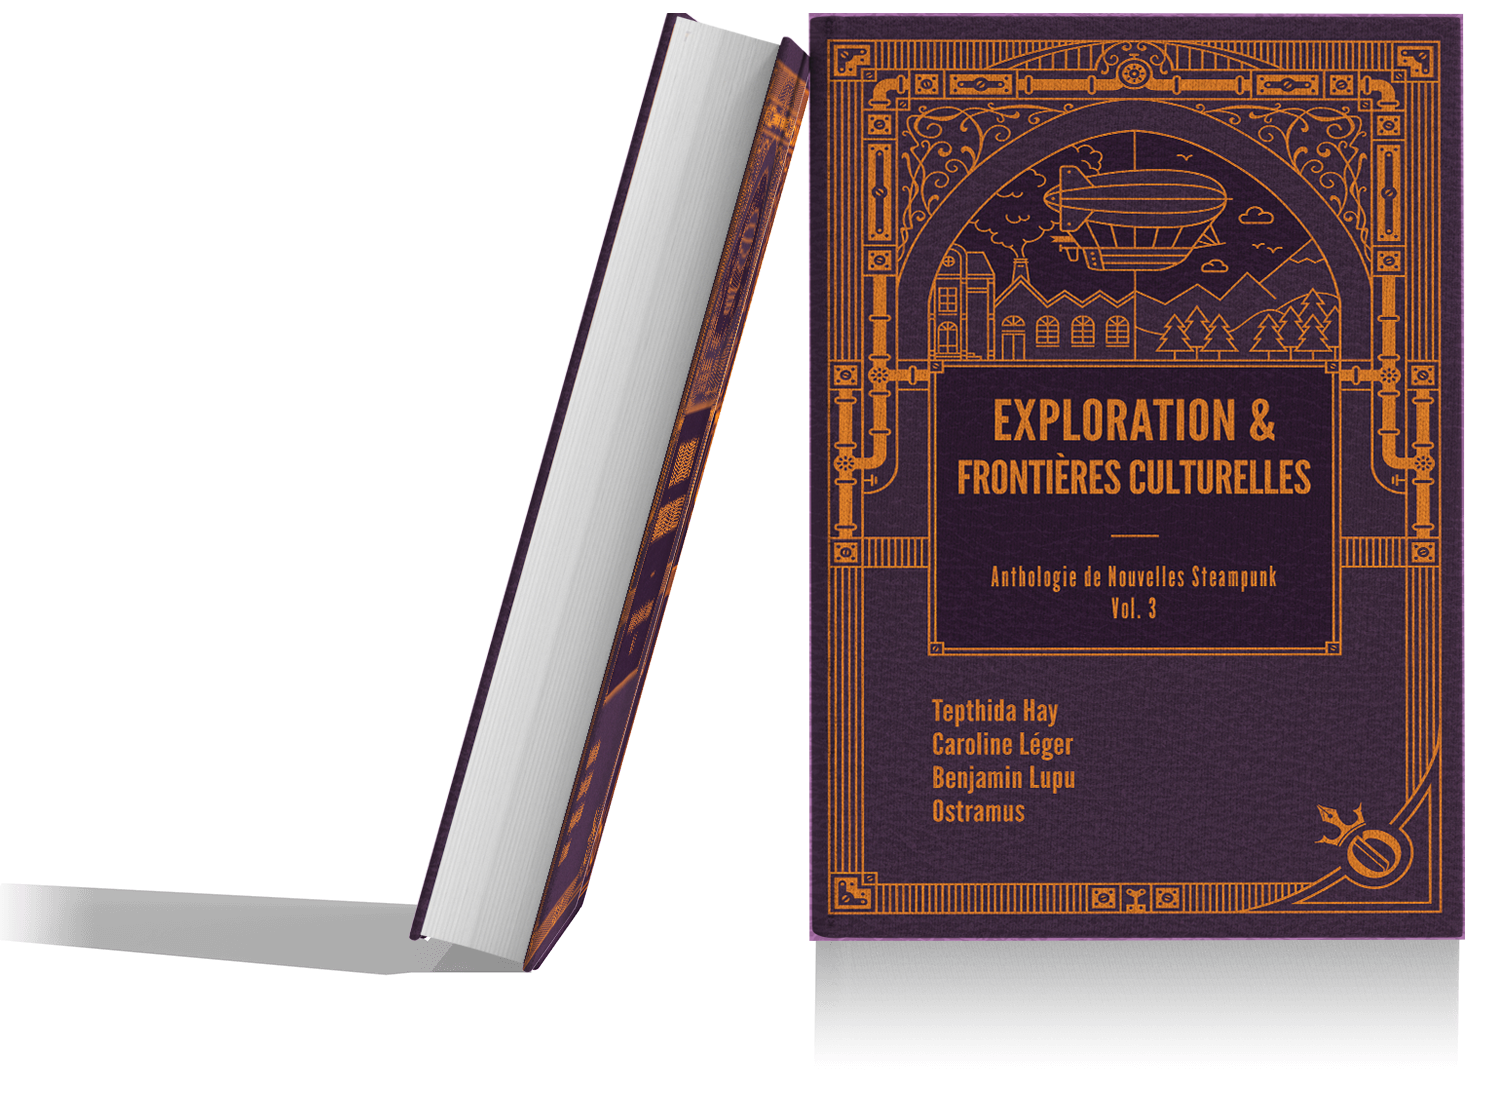 EXPLORATION &
FRONTIÈRES CULTURELLES
Anthologie de Nouvelles Steampunk
Vol. 3
Tepthida Hay
Caroline Léger
Benjamin Lupu
Ostramus